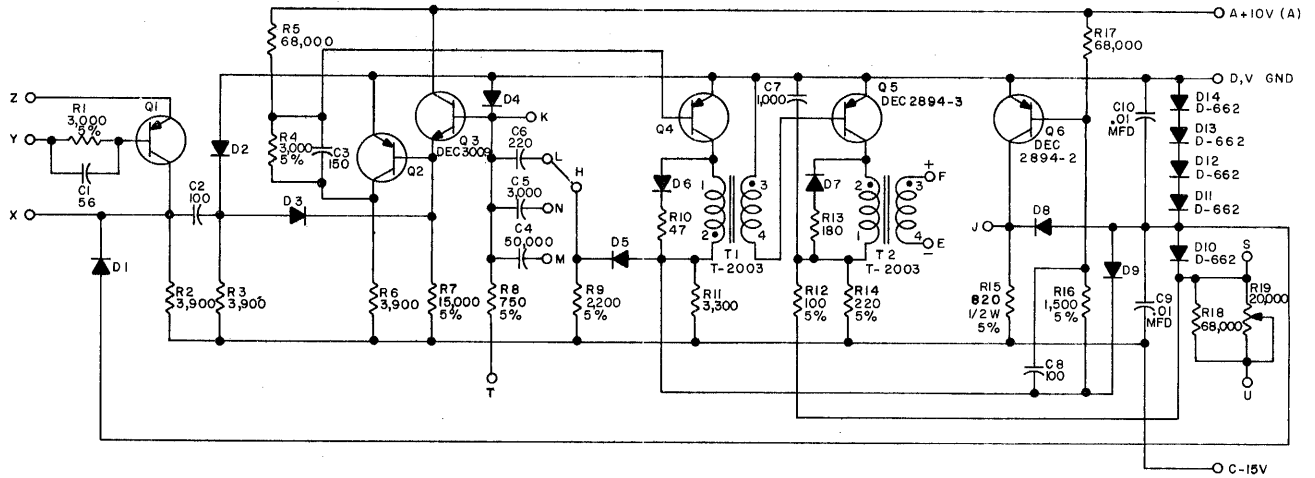 A+10V (A)
R5
68,000
R17
68,000
D,V GND
Z
R1
3,000
5%
Q1
Y
C1
56
D2
R4
3,000
5%
C3
150
Q2
Q3
DEC3009
D4
K
C6
220
L
H
Q4
C7
1,000
Q5
DEC2894-3
Q6
DEC
2894-2
C10
.01
MFD
D14
D-662
D13
D-662
D12
D-662
D11
D-662
X
C2
100
D3
C5
3,000
N
C4
50,000
M
D5
D6
R10
47
1
2
3
4
T1
T-2003
D7
R13
180
2
1
3
4
+
F
E
−
T2
T-2003
J
D8
D9
D10
D-662
S
D1
R2
3,900
R3
3,900
R6
3,900
R7
15,000
5%
R8
750
5%
R9
2,200
5%
R11
3,300
R12
100
5%
R14
220
5%
R15
820
1/2 W
5%
R16
1,500
5%
C9
.01
MFD
R18
68,000
R19
20,000
C8
100
T
U
C-15V